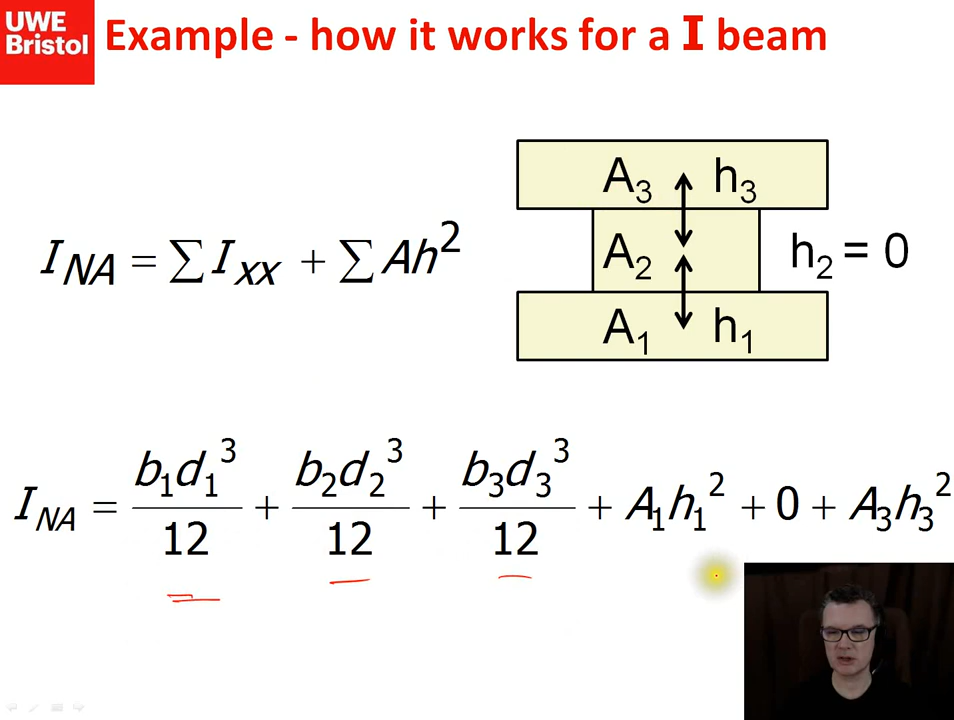 UWE
Bristol
Example - how it works for a I beam
A₃ h₃
I_NA = ∑I_xx + ∑Ah²
A₂ h₂ = 0
A₁ h₁
I_NA = b₁d₁³/12 + b₂d₂³/12 + b₃d₃³/12 + A₁h₁² + 0 + A₃h₃²